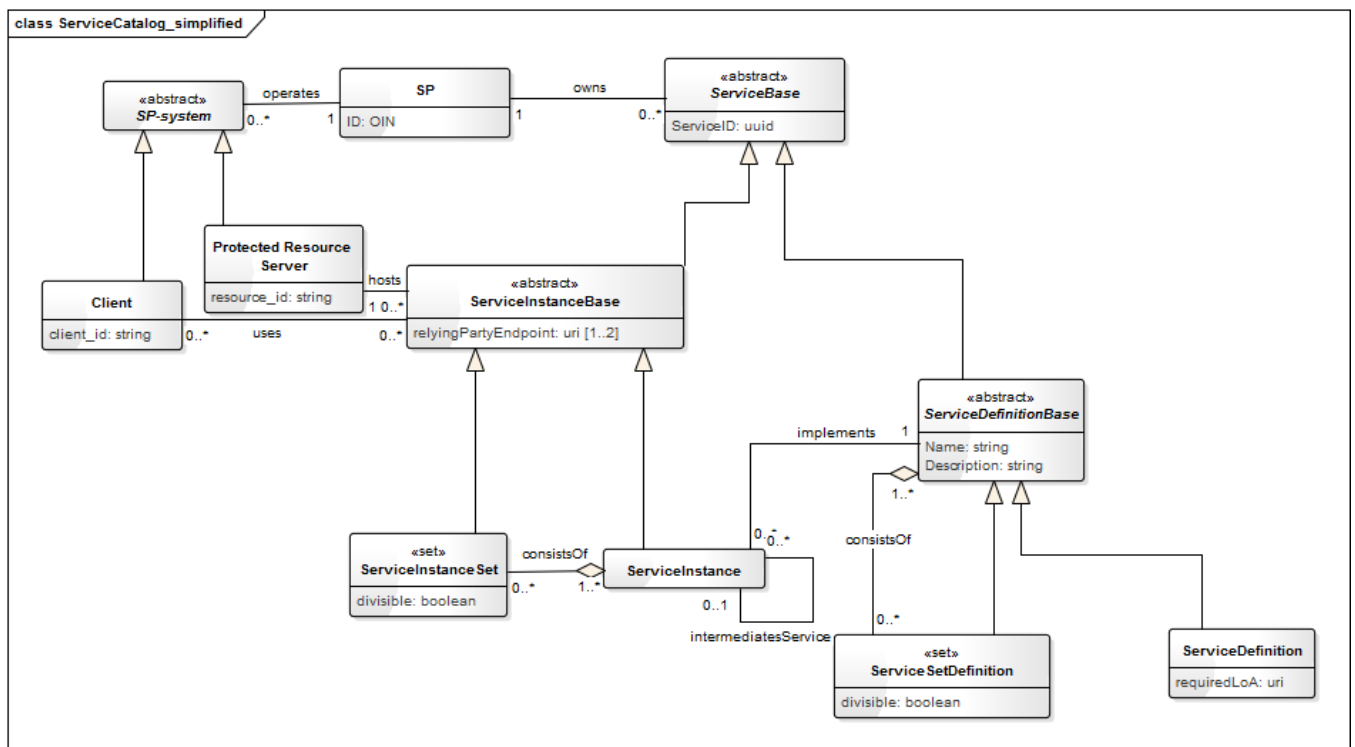 class ServiceCatalog_simplified
«abstract»
SP-system
operates
0..*
1
SP
ID: OIN
owns
1
0..*
«abstract»
ServiceBase
ServiceID: uuid
Protected Resource
Server
resource_id: string
hosts
1 0..*
Client
client_id: string
0..*
uses
0..*
«abstract»
ServiceInstanceBase
relyingPartyEndpoint: uri [1..2]
«abstract»
ServiceDefinitionBase
Name: string
Description: string
implements
1
1..*
consistsOf
0..*
0..*
0..*
«set»
ServiceInstanceSet
divisible: boolean
consistsOf
0..*
1..*
ServiceInstance
0..1
intermediatesService
«set»
ServiceSetDefinition
divisible: boolean
ServiceDefinition
requiredLoA: uri